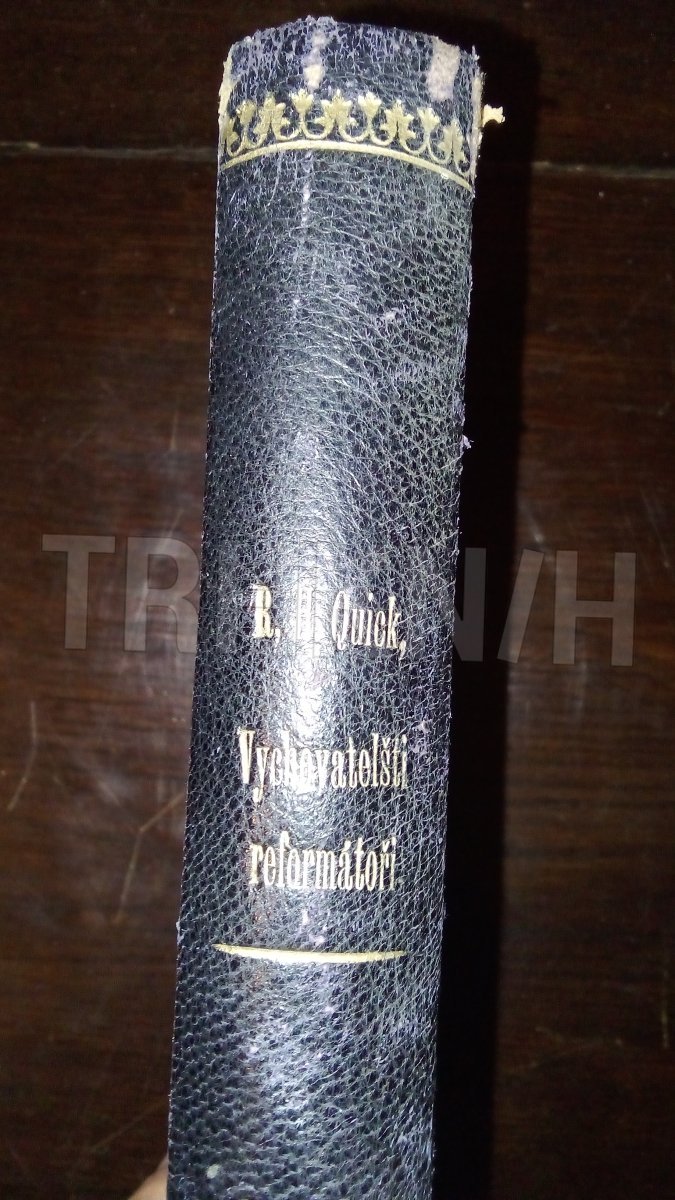 R. H. Quick,
Vychovatelští
reformátoři